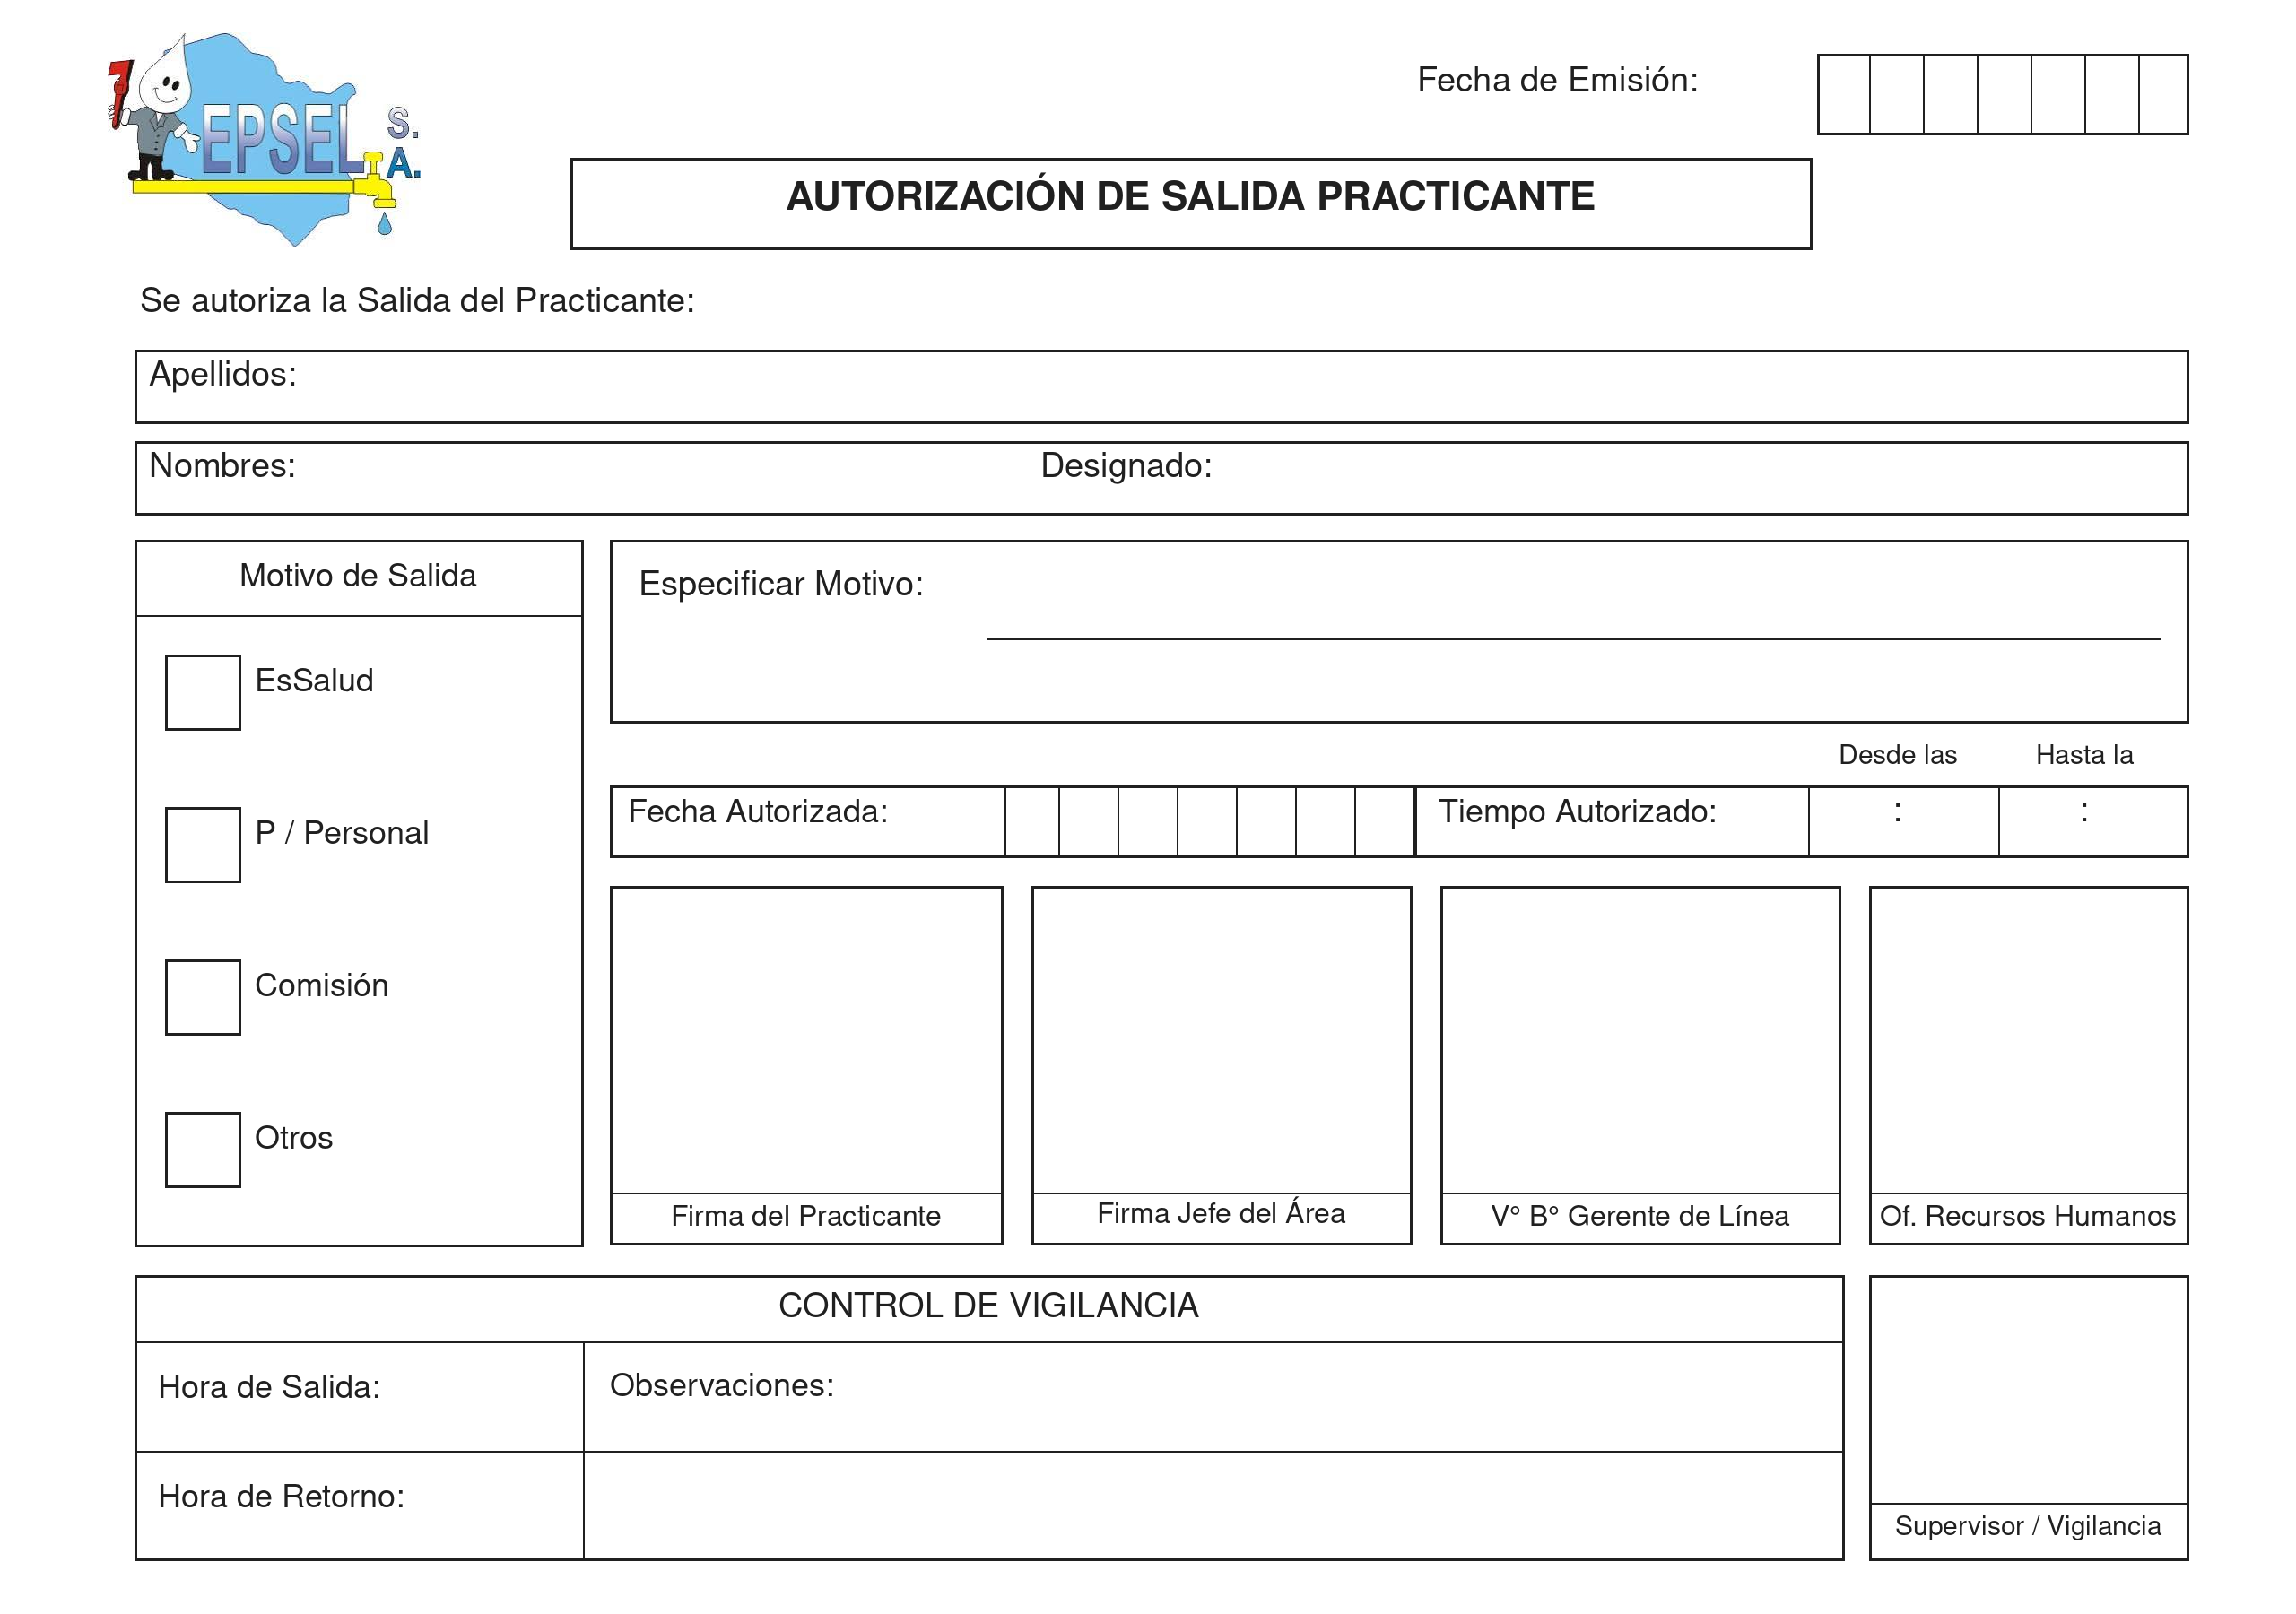 EPSEL S.
A.
Fecha de Emisión:
AUTORIZACIÓN DE SALIDA PRACTICANTE
Se autoriza la Salida del Practicante:
Apellidos:
Nombres: Designado:
Motivo de Salida
EsSalud
P / Personal
Comisión
Otros
Especificar Motivo:
Desde las Hasta la
Fecha Autorizada: Tiempo Autorizado: : :
Firma del Practicante
Firma Jefe del Área
V° B° Gerente de Línea
Of. Recursos Humanos
CONTROL DE VIGILANCIA
Hora de Salida: Observaciones:
Hora de Retorno:
Supervisor / Vigilancia